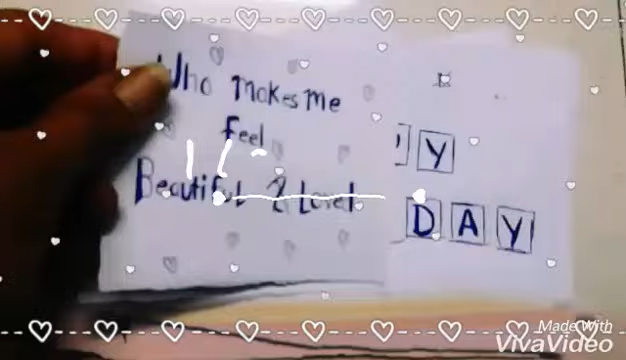 Who makes me
feel
Beautiful & Loved
Y
DAY
Made With
VivaVideo